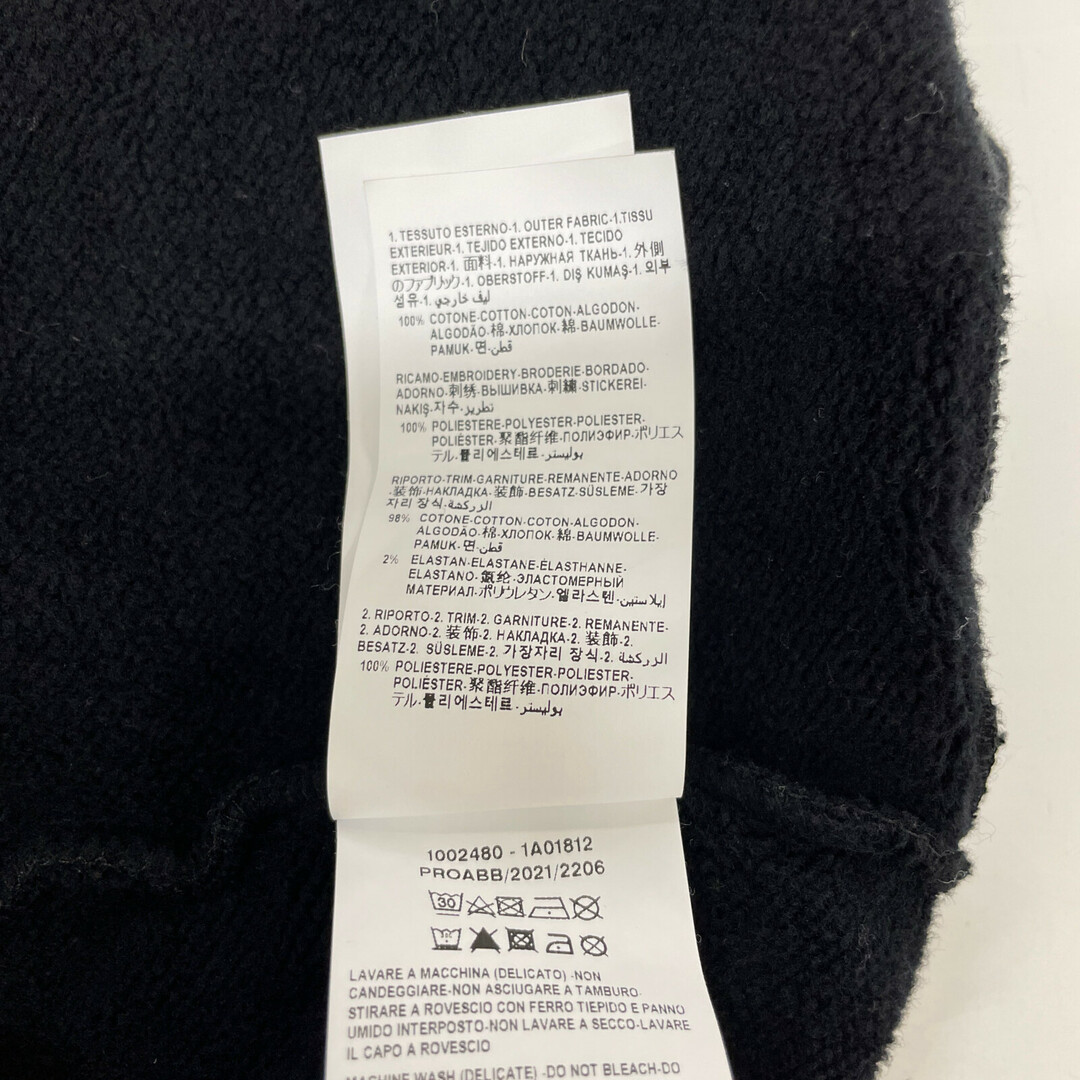 1. TESSUTO ESTERNO-1. OUTER FABRIC-1.TISSU
EXTERIEUR-1. TEJIDO EXTERNO-1. TECIDO
EXTERIOR-1. 面料-1. НАРУЖНАЯ ТКАНЬ-1. 外側
のファブリック-1. OBERSTOFF-1. DIŞ KUMAŞ-1. 외부
섬유-1. ليف خارجي
100% COTONE-COTTON-COTON-ALGODON-
ALGODÃO-棉-ХЛОПОК-綿-BAUMWOLLE-
PAMUK-면-قطن
RICAMO-EMBROIDERY-BRODERIE-BORDADO-
ADORNO-刺绣-ВЫШИВКА-刺繍-STICKEREI-
NAKIŞ-자수-تطريز
100% POLIESTERE-POLYESTER-POLIESTER-
POLIÉSTER-聚酯纤维-ПОЛИЭФИР-ポリエス
テル-폴리에스테르-بوليستر
RIPORTO-TRIM-GARNITURE-REMANENTE-ADORNO
-装饰-НАКЛАДКА-装飾-BESATZ-SÜSLEME-가장
자리 장식-الزركشة
98% COTONE-COTTON-COTON-ALGODON-
ALGODÃO-棉-ХЛОПОК-綿-BAUMWOLLE-
PAMUK-면-قطن
2% ELASTAN-ELASTANE-ÉLASTHANNE-
ELASTANO-氨纶-ЭЛАСТОМЕРНЫЙ
МАТЕРИАЛ-ポリウレタン-엘라스텐-إيلاستين
2. RIPORTO-2. TRIM-2. GARNITURE-2. REMANENTE-
2. ADORNO-2. 装饰-2. НАКЛАДКА-2. 装飾-2.
BESATZ-2. SÜSLEME-2. 가장자리 장식-2. الزركشة
100% POLIESTERE-POLYESTER-POLIESTER-
POLIÉSTER-聚酯纤维-ПОЛИЭФИР-ポリエス
テル-폴리에스테르-بوليستر
1002480 - 1A01812
PROABB/2021/2206
30
LAVARE A MACCHINA (DELICATO) -NON
CANDEGGIARE-NON ASCIUGARE A TAMBURO-
STIRARE A ROVESCIO CON FERRO TIEPIDO E PANNO
UMIDO INTERPOSTO-NON LAVARE A SECCO-LAVARE
IL CAPO A ROVESCIO
MACHINE WASH (DELICATE) -DO NOT BLEACH-DO